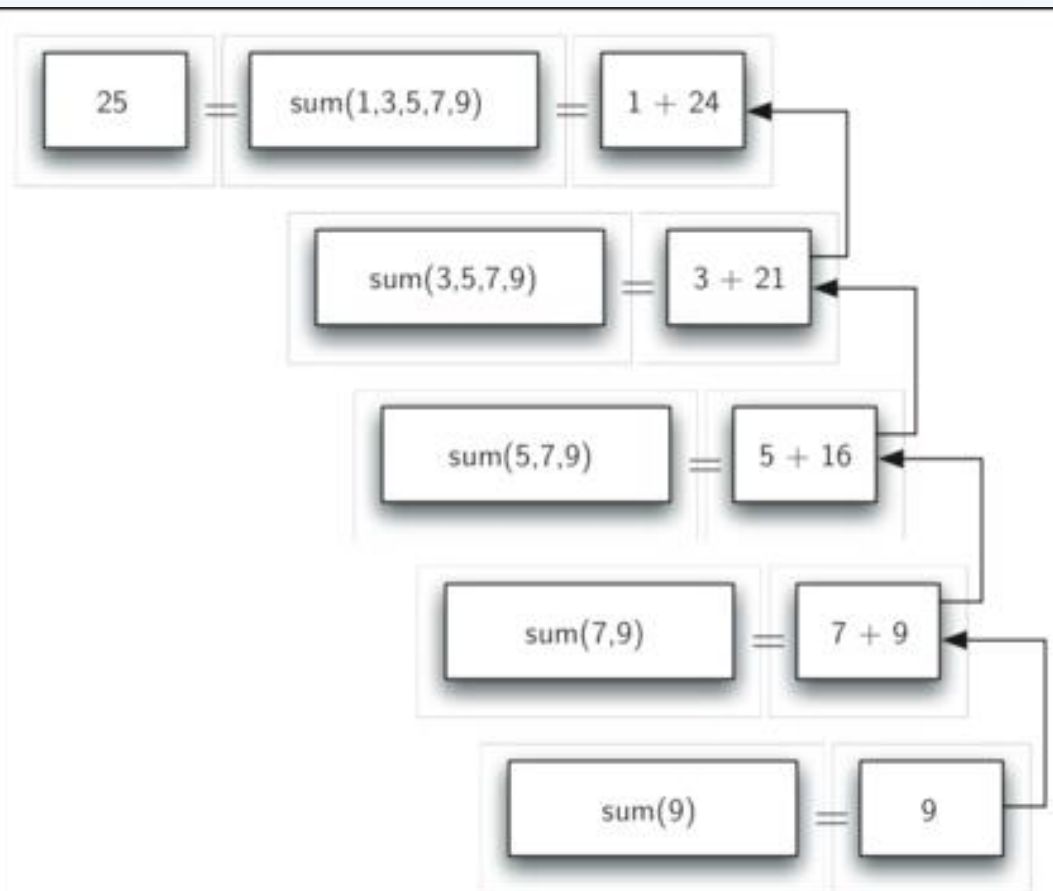 25 = sum(1,3,5,7,9) = 1 + 24
sum(3,5,7,9) = 3 + 21
sum(5,7,9) = 5 + 16
sum(7,9) = 7 + 9
sum(9) = 9